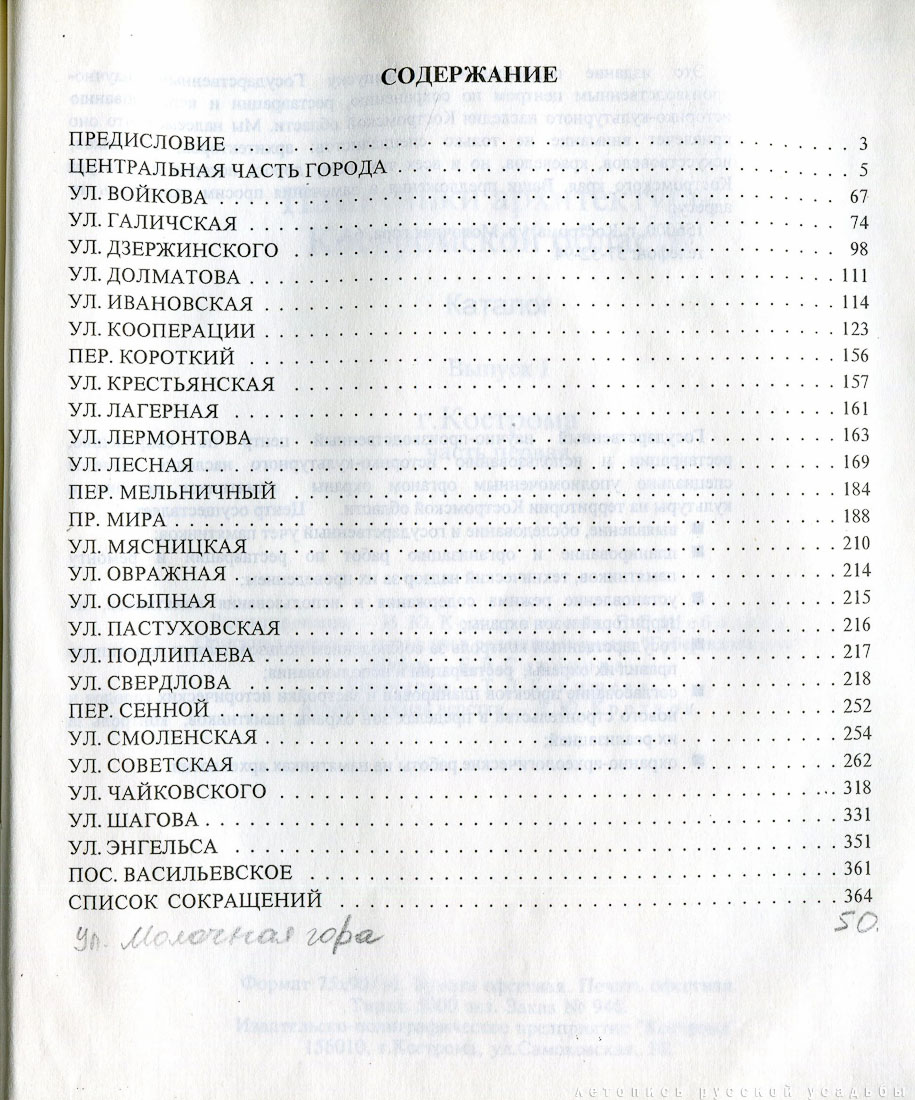 СОДЕРЖАНИЕ
ПРЕДИСЛОВИЕ 3
ЦЕНТРАЛЬНАЯ ЧАСТЬ ГОРОДА 5
УЛ. ВОЙКОВА 67
УЛ. ГАЛИЧСКАЯ 74
УЛ. ДЗЕРЖИНСКОГО 98
УЛ. ДОЛМАТОВА 111
УЛ. ИВАНОВСКАЯ 114
УЛ. КООПЕРАЦИИ 123
ПЕР. КОРОТКИЙ 156
УЛ. КРЕСТЬЯНСКАЯ 157
УЛ. ЛАГЕРНАЯ 161
УЛ. ЛЕРМОНТОВА 163
УЛ. ЛЕСНАЯ 169
ПЕР. МЕЛЬНИЧНЫЙ 184
ПР. МИРА 188
УЛ. МЯСНИЦКАЯ 210
УЛ. ОВРАЖНАЯ 214
УЛ. ОСЫПНАЯ 215
УЛ. ПАСТУХОВСКАЯ 216
УЛ. ПОДЛИПАЕВА 217
УЛ. СВЕРДЛОВА 218
ПЕР. СЕННОЙ 252
УЛ. СМОЛЕНСКАЯ 254
УЛ. СОВЕТСКАЯ 262
УЛ. ЧАЙКОВСКОГО 318
УЛ. ШАГОВА 331
УЛ. ЭНГЕЛЬСА 351
ПОС. ВАСИЛЬЕВСКОЕ 361
СПИСОК СОКРАЩЕНИЙ 364
Ул. Молочная гора 50.
летопись русской усадьбы